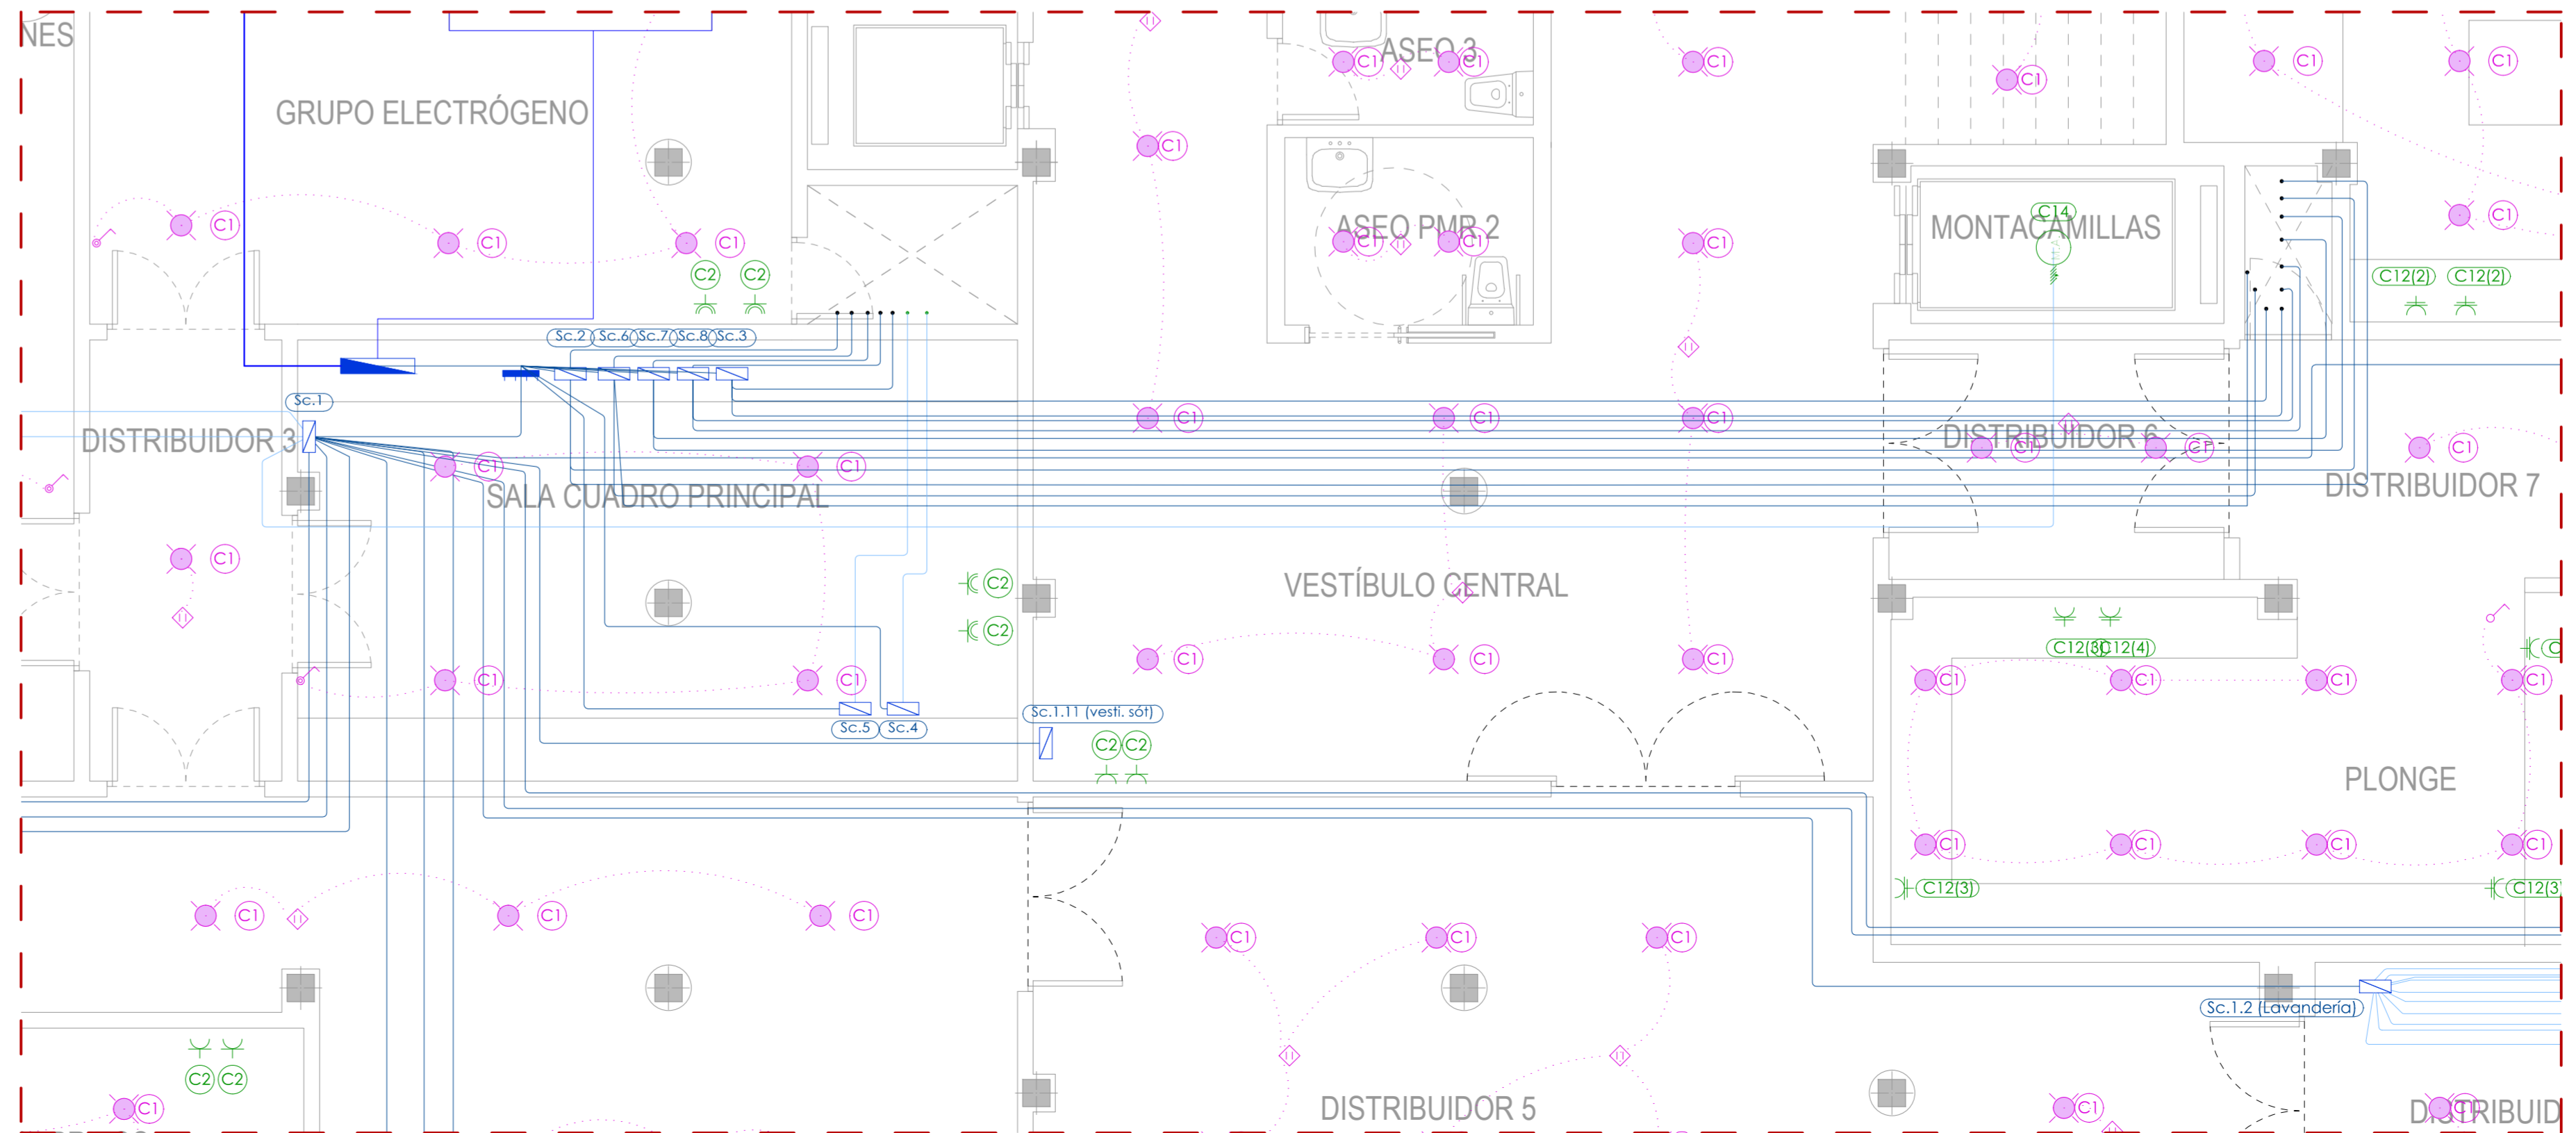 NES
ASEO 3
C1 C1 C1 C1 C1 C1
GRUPO ELECTRÓGENO
C1
C14
C1 C1 C1
ASEO PMR 2
C1 C1 C1
MONTACAMILLAS
C1
C2 C2
C12(2) C12(2)
Sc.2 Sc.6 Sc.7 Sc.8 Sc.3
Sc.1
C1 C1 C1
DISTRIBUIDOR 3
DISTRIBUIDOR 6
C1 C1 C1
C1 C1
SALA CUADRO PRINCIPAL
DISTRIBUIDOR 7
C1
C2
VESTÍBULO CENTRAL
C2
C12(3) C12(4)
C
C1 C1 C1
C1 C1
C1 C1 C1 C1
Sc.1.11 (vesti. sót)
Sc.5 Sc.4
C2 C2
PLONGE
C1 C1 C1 C1
C12(3) C12(3
C1 C1 C1
C1 C1 C1
Sc.1.2 (Lavandería)
C2 C2
C1
DISTRIBUIDOR 5
C1
DISTRIBUID
C1